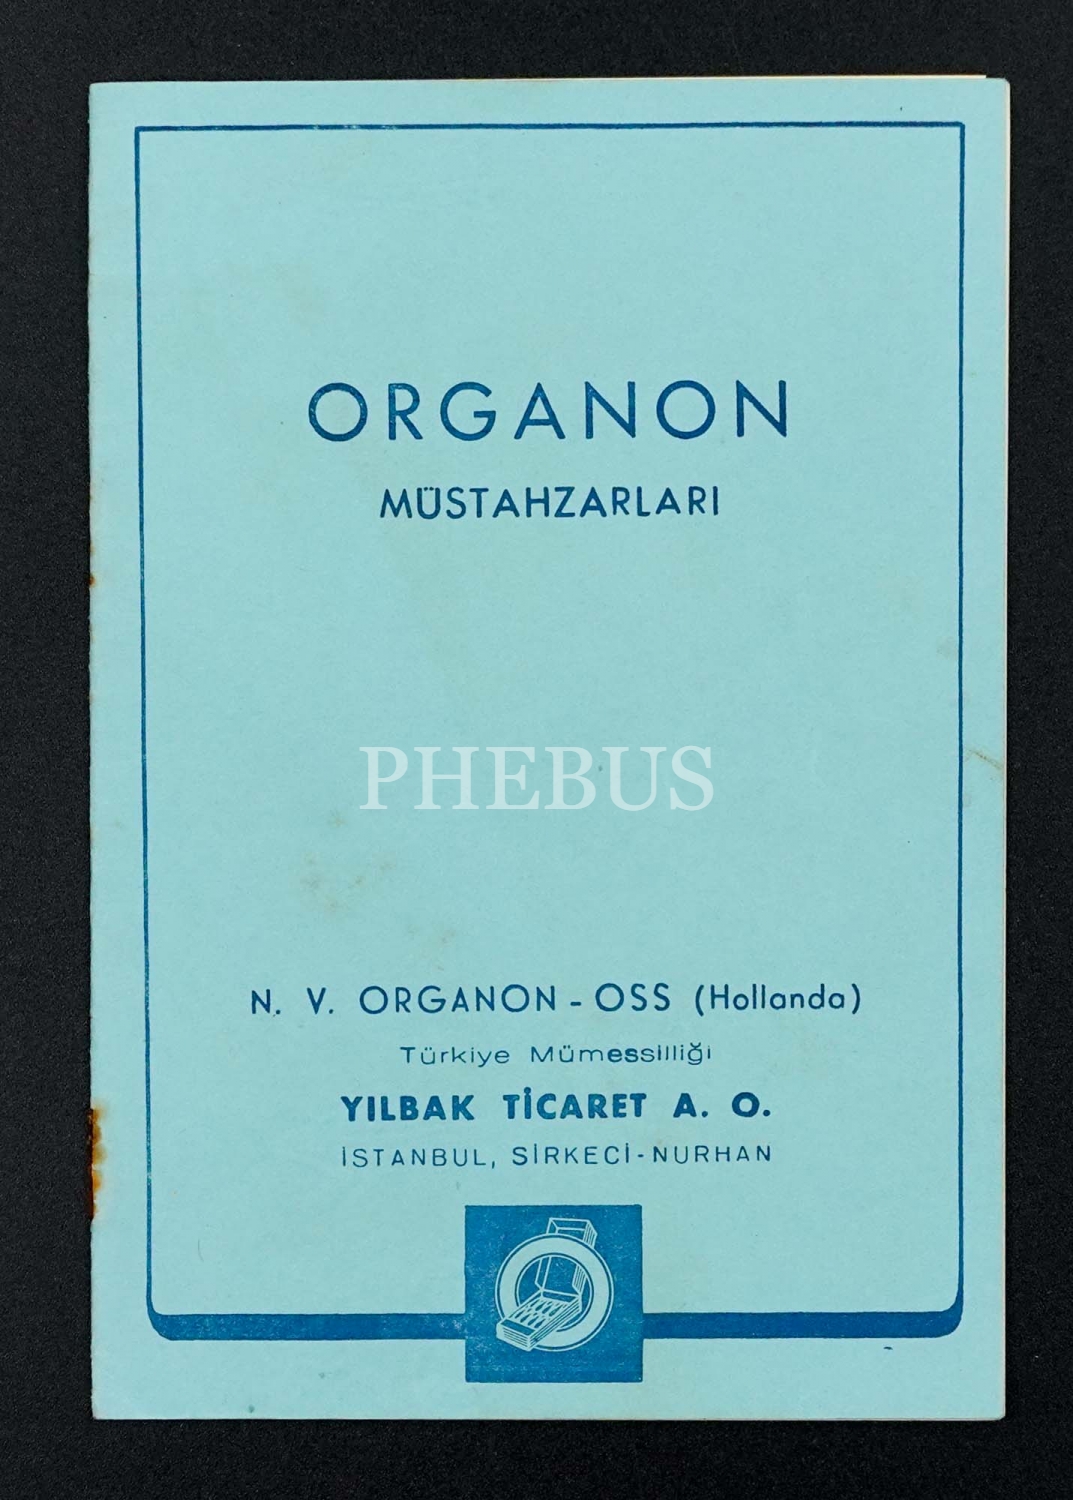 ORGANON
MÜSTAHZARLARI
PHEBUS
N. V. ORGANON - OSS (Hollanda)
Türkiye Mümessilliği
YILBAK TİCARET A. O.
İSTANBUL, SİRKECİ-NURHAN